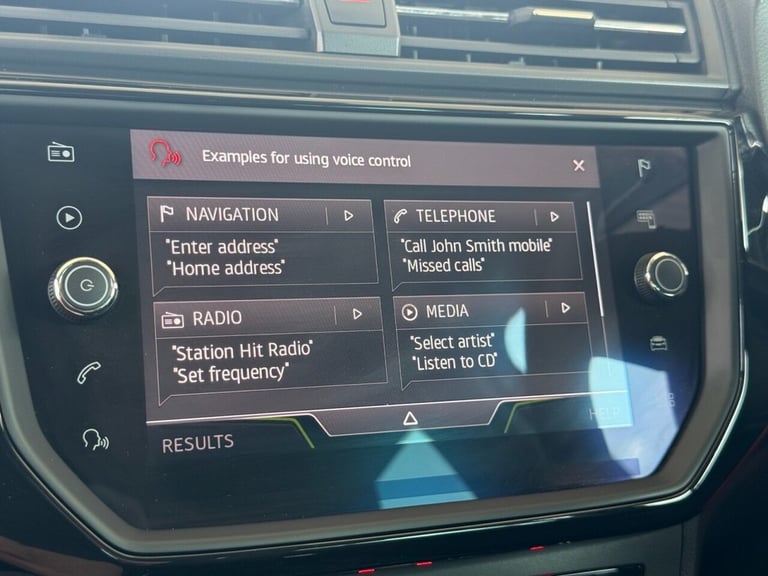 Examples for using voice control
NAVIGATION
"Enter address"
"Home address"
TELEPHONE
"Call John Smith mobile"
"Missed calls"
RADIO
"Station Hit Radio"
"Set frequency"
MEDIA
"Select artist"
"Listen to CD"
RESULTS
HELP